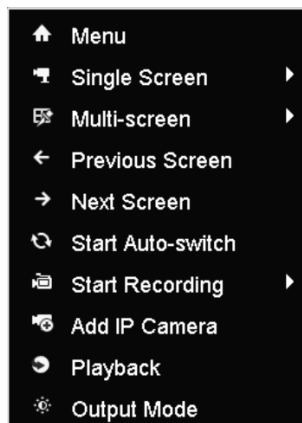 Menu
Single Screen
Multi-screen
Previous Screen
Next Screen
Start Auto-switch
Start Recording
Add IP Camera
Playback
Output Mode